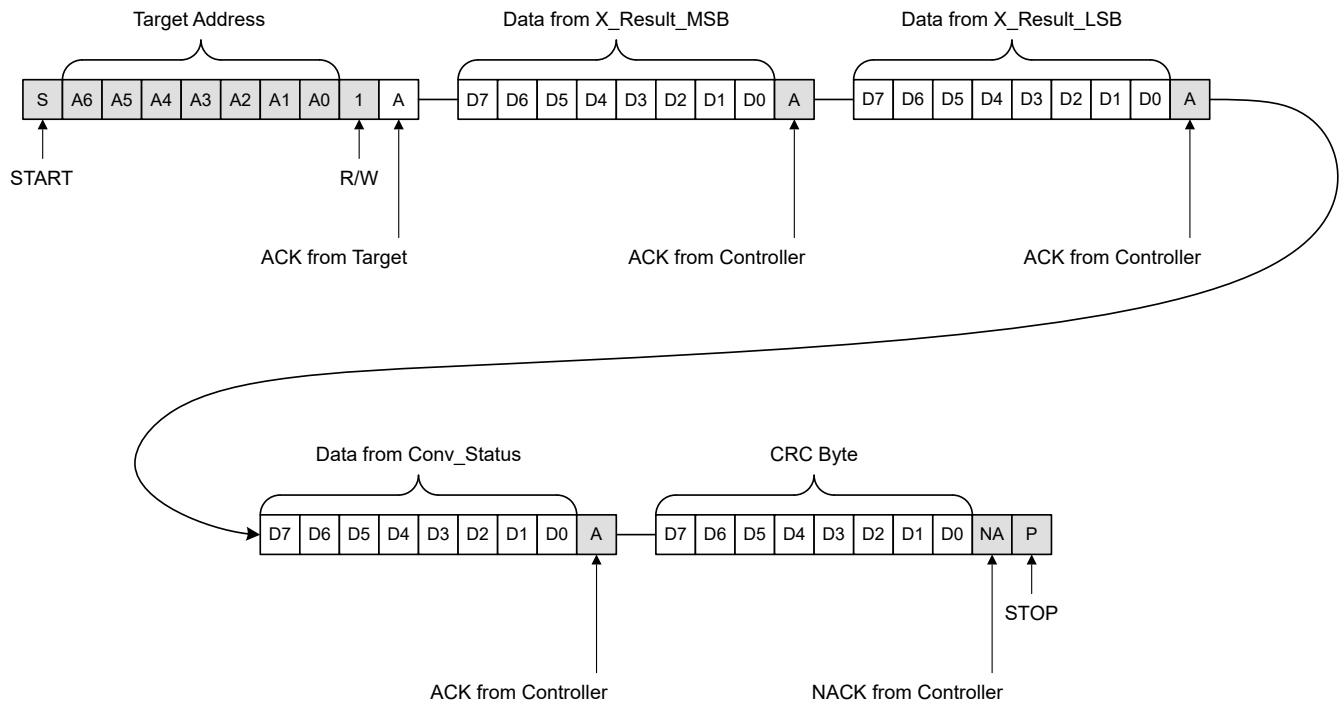 Target Address
Data from X_Result_MSB
Data from X_Result_LSB
S A6 A5 A4 A3 A2 A1 A0 1 A
D7 D6 D5 D4 D3 D2 D1 D0 A
D7 D6 D5 D4 D3 D2 D1 D0 A
START
R/W
ACK from Target
ACK from Controller
ACK from Controller
Data from Conv_Status
CRC Byte
D7 D6 D5 D4 D3 D2 D1 D0 A
D7 D6 D5 D4 D3 D2 D1 D0 NA P
STOP
ACK from Controller
NACK from Controller